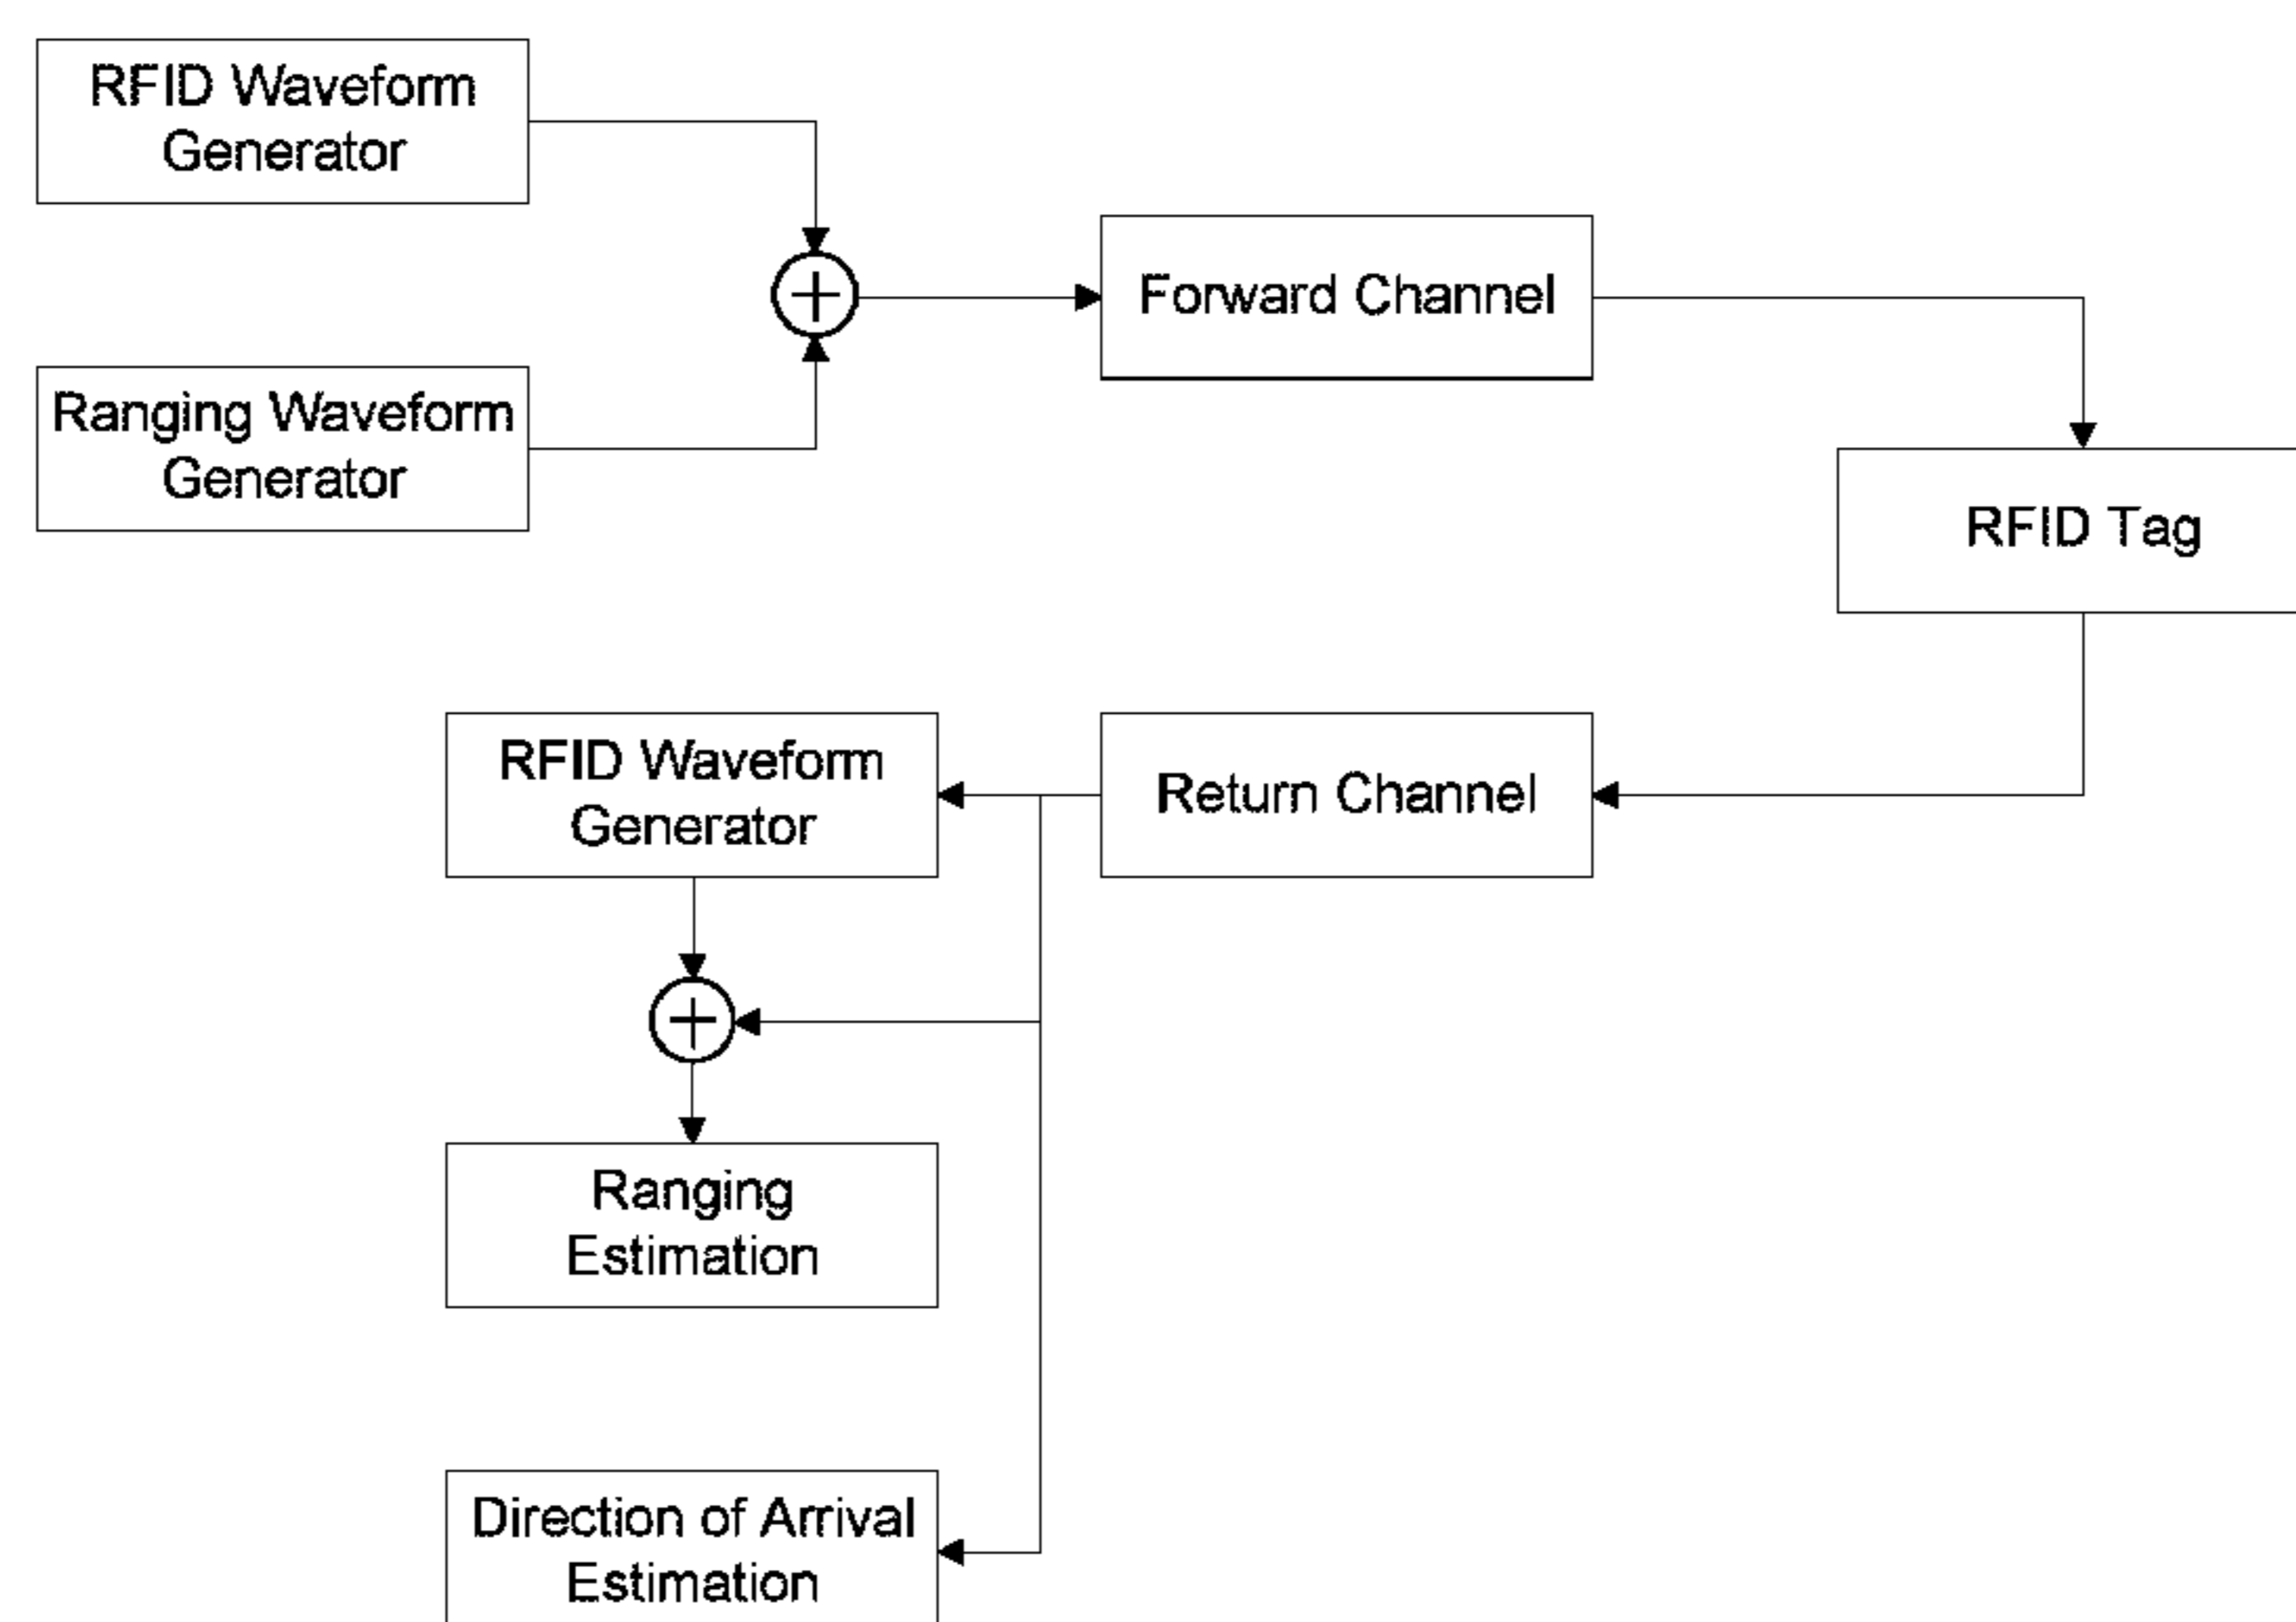 RFID Waveform
Generator
Ranging Waveform
Generator
Forward Channel
RFID Tag
RFID Waveform
Generator
Return Channel
Ranging
Estimation
Direction of Arrival
Estimation